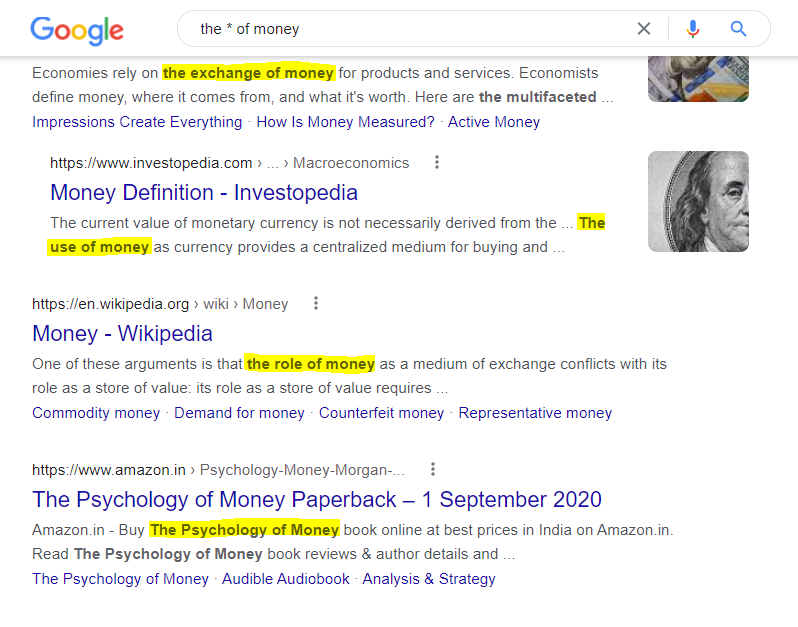 Google
the * of money
Economies rely on the exchange of money for products and services. Economists
define money, where it comes from, and what it's worth. Here are the multifaceted ...
Impressions Create Everything · How Is Money Measured? · Active Money
https://www.investopedia.com › ... › Macroeconomics
Money Definition - Investopedia
The current value of monetary currency is not necessarily derived from the ... The
use of money as currency provides a centralized medium for buying and ...
https://en.wikipedia.org › wiki › Money
Money - Wikipedia
One of these arguments is that the role of money as a medium of exchange conflicts with its
role as a store of value: its role as a store of value requires ...
Commodity money · Demand for money · Counterfeit money · Representative money
https://www.amazon.in › Psychology-Money-Morgan-...
The Psychology of Money Paperback – 1 September 2020
Amazon.in - Buy The Psychology of Money book online at best prices in India on Amazon.in.
Read The Psychology of Money book reviews & author details and ...
The Psychology of Money · Audible Audiobook · Analysis & Strategy